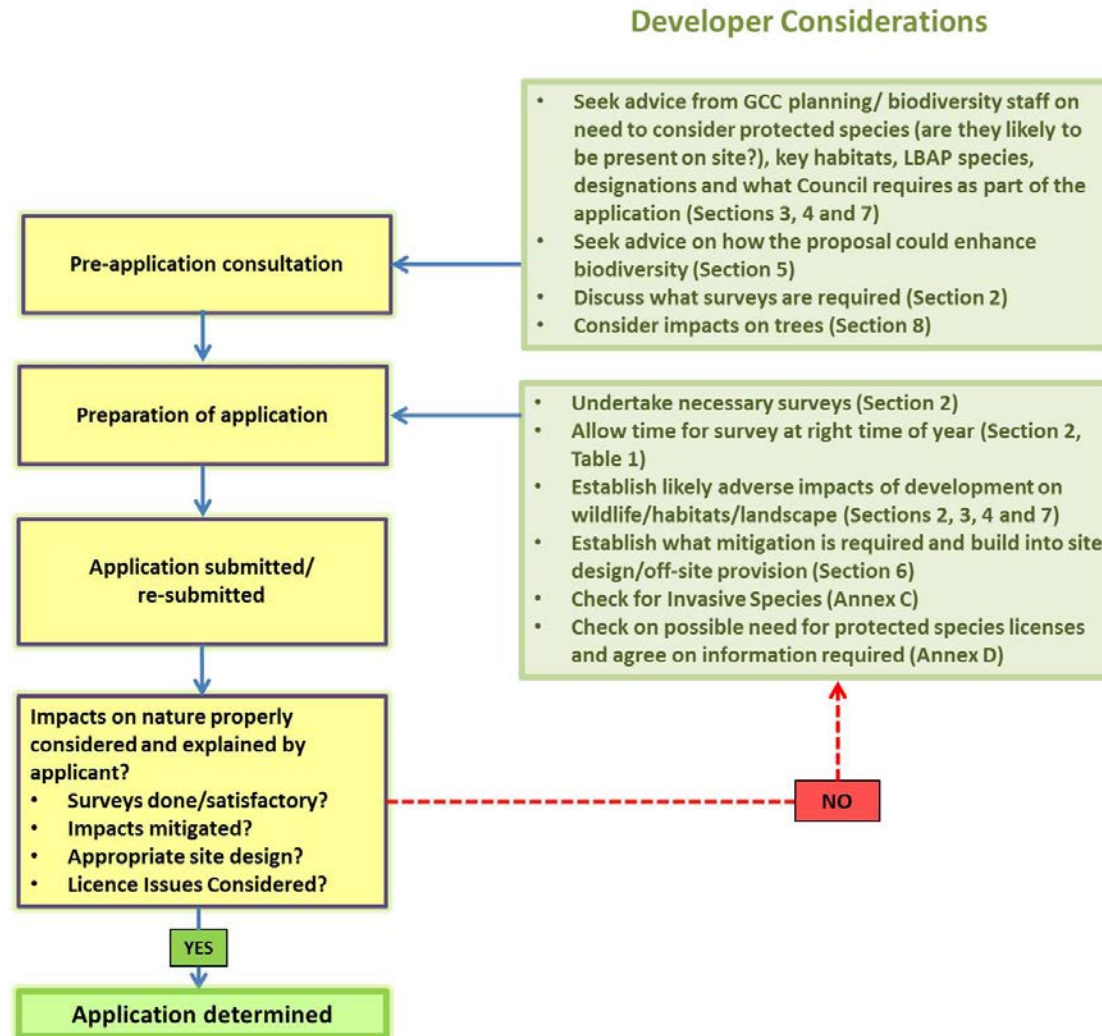 Developer Considerations
• Seek advice from GCC planning/ biodiversity staff on
need to consider protected species (are they likely to
be present on site?), key habitats, LBAP species,
designations and what Council requires as part of the
application (Sections 3, 4 and 7)
• Seek advice on how the proposal could enhance
biodiversity (Section 5)
• Discuss what surveys are required (Section 2)
• Consider impacts on trees (Section 8)
Pre-application consultation
• Undertake necessary surveys (Section 2)
• Allow time for survey at right time of year (Section 2,
Table 1)
• Establish likely adverse impacts of development on
wildlife/habitats/landscape (Sections 2, 3, 4 and 7)
• Establish what mitigation is required and build into site
design/off-site provision (Section 6)
• Check for Invasive Species (Annex C)
• Check on possible need for protected species licenses
and agree on information required (Annex D)
Preparation of application
Application submitted/
re-submitted
Impacts on nature properly
considered and explained by
applicant?
• Surveys done/satisfactory?
• Impacts mitigated?
• Appropriate site design?
• Licence Issues Considered?
NO
YES
Application determined